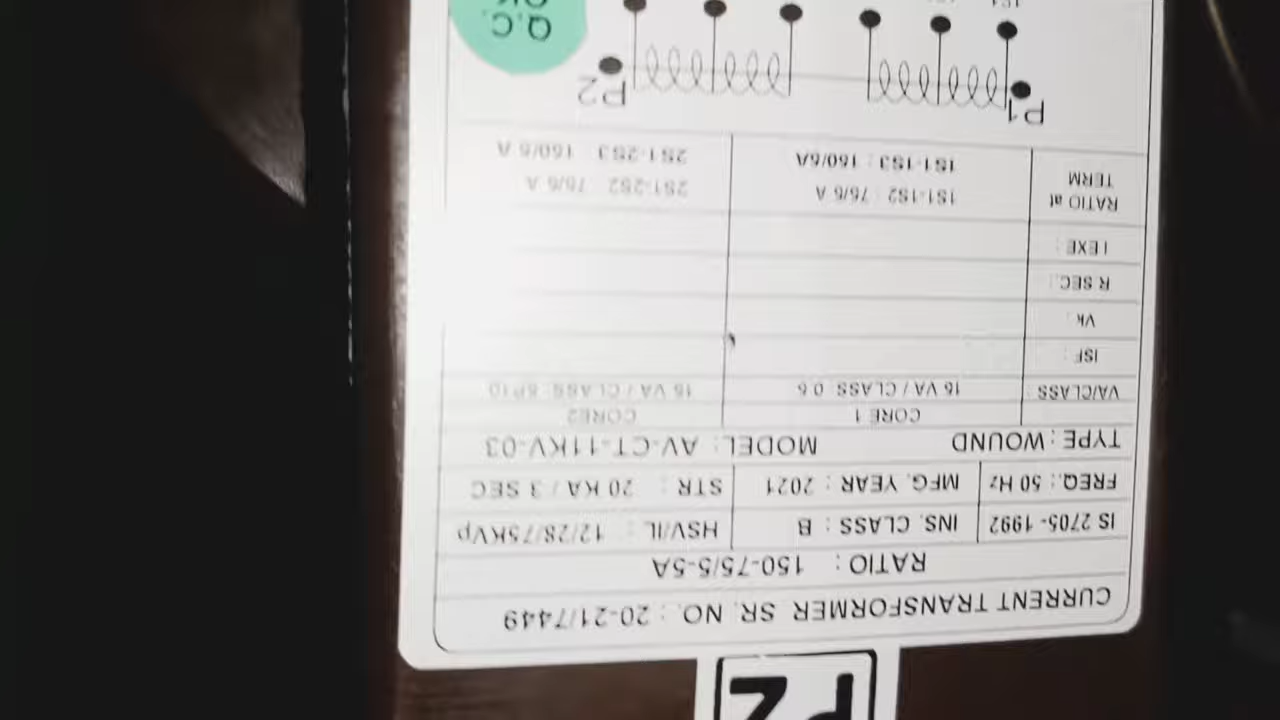 P2
CURRENT TRANSFORMER SR. NO. : 20-21/7449
RATIO : 150-75/5-5A
IS 2705-1992 INS. CLASS : B HSV/IL : 12/28/75KVp
FREQ.: 50 Hz MFG. YEAR : 2021 STR : 20 KA / 3 SEC
TYPE : WOUND MODEL : AV-CT-11KV-03
CORE 1 CORE2
VA/CLASS 15 VA / CLASS 0.5 15 VA / CLASS : 5P10
ISF :
Vk :
R SEC :
I EXE :
RATIO at TERM
1S1-1S2 : 75/5 A 2S1-2S2 : 75/5 A
1S1-1S3 : 150/5A 2S1-2S3 : 150/5 A
P1 P2
Q.C.
OK.